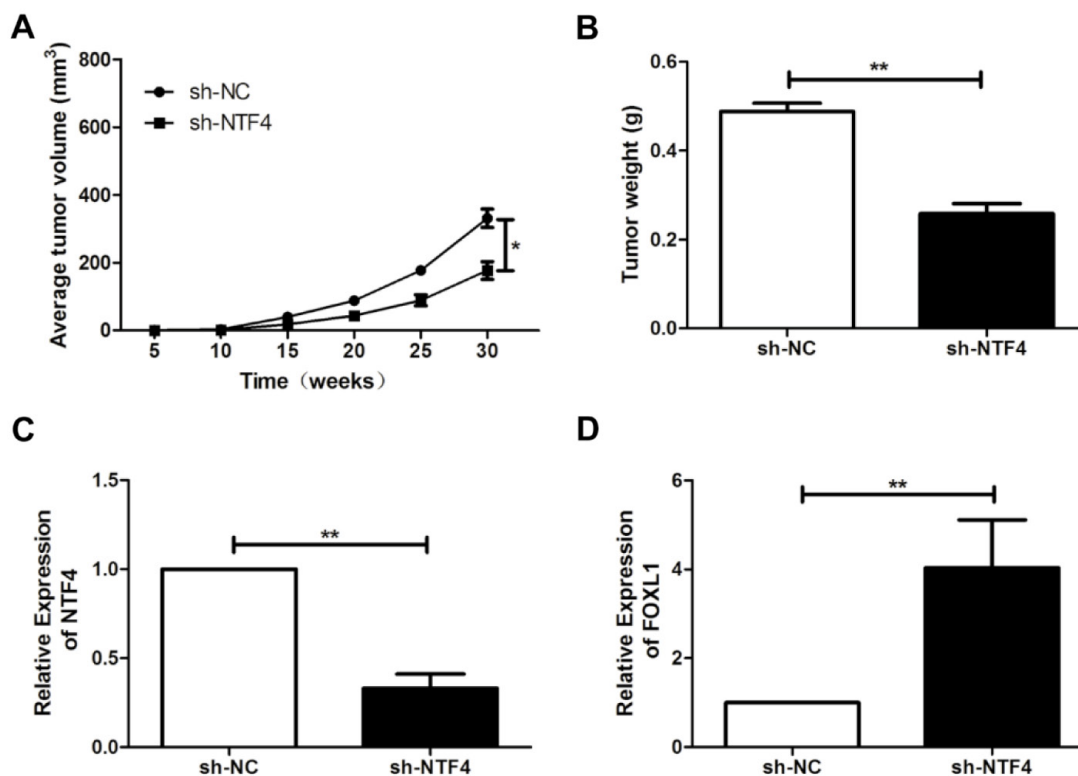 A
Average tumor volume (mm³)
800
600
400
200
0
sh-NC
sh-NTF4
*
5 10 15 20 25 30
Time（weeks）
B
Tumor weight (g)
0.6
0.4
0.2
0.0
**
sh-NC sh-NTF4
C
Relative Expression
of NTF4
1.5
1.0
0.5
0.0
**
sh-NC sh-NTF4
D
Relative Expression
of FOXL1
6
4
2
0
**
sh-NC sh-NTF4